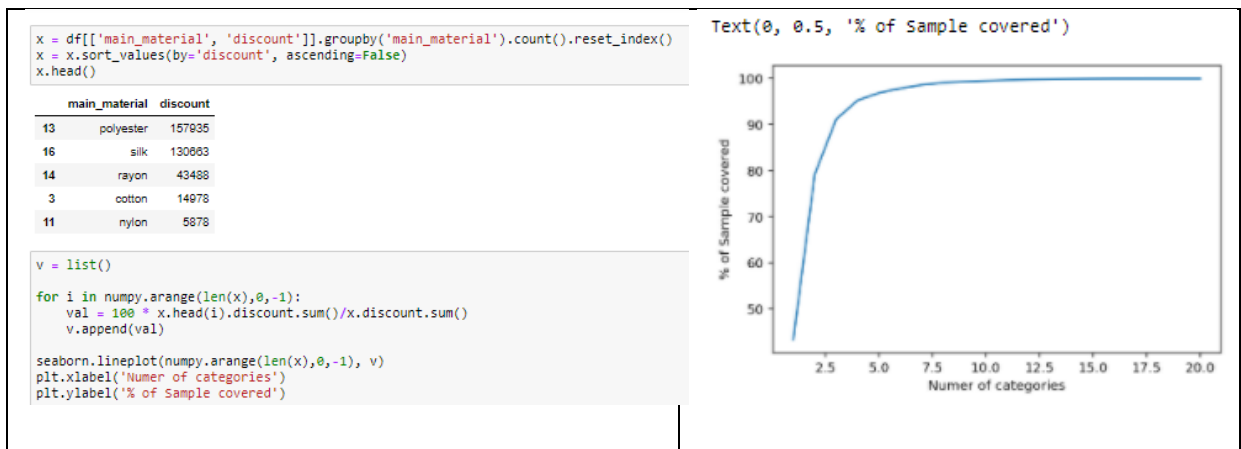 x = df[['main_material', 'discount']].groupby('main_material').count().reset_index()
x = x.sort_values(by='discount', ascending=False)
x.head()
main_material discount
13 polyester 157935
16 silk 130663
14 rayon 43488
3 cotton 14978
11 nylon 5878
v = list()
for i in numpy.arange(len(x),0,-1):
val = 100 * x.head(i).discount.sum()/x.discount.sum()
v.append(val)
seaborn.lineplot(numpy.arange(len(x),0,-1), v)
plt.xlabel('Numer of categories')
plt.ylabel('% of Sample covered')
Text(0, 0.5, '% of Sample covered')
% of Sample covered
100
90
80
70
60
50
2.5 5.0 7.5 10.0 12.5 15.0 17.5 20.0
Numer of categories